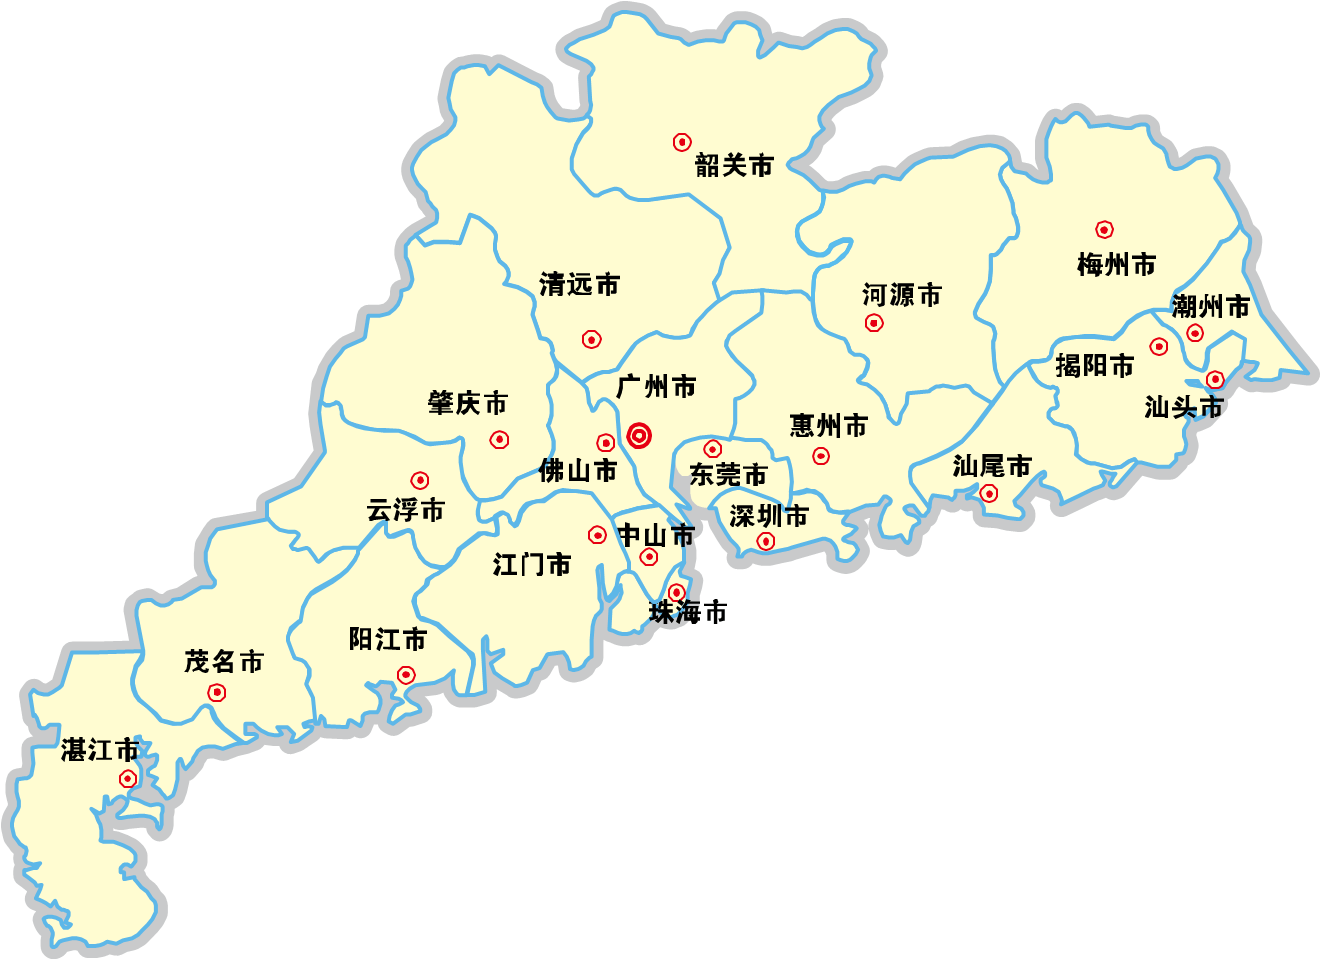 韶关市
梅州市
清远市
河源市
潮州市
揭阳市
广州市
肇庆市
汕头市
惠州市
佛山市
东莞市
汕尾市
云浮市
深圳市
中山市
江门市
珠海市
阳江市
茂名市
湛江市